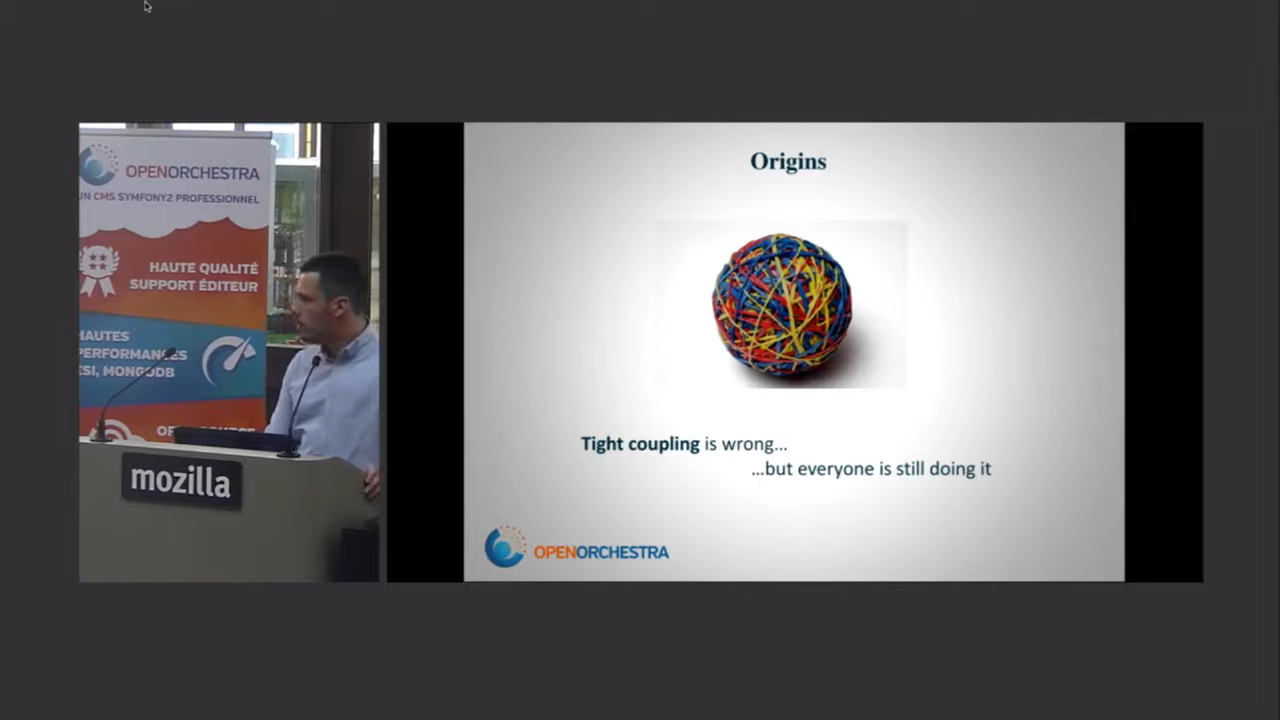 OPENORCHESTRA
UN CMS SYMFONY2 PROFESSIONNEL
HAUTE QUALITÉ
SUPPORT ÉDITEUR
HAUTES
PERFORMANCES
ESI, MONGODB
mozilla
Origins
Tight coupling is wrong...
...but everyone is still doing it
OPENORCHESTRA